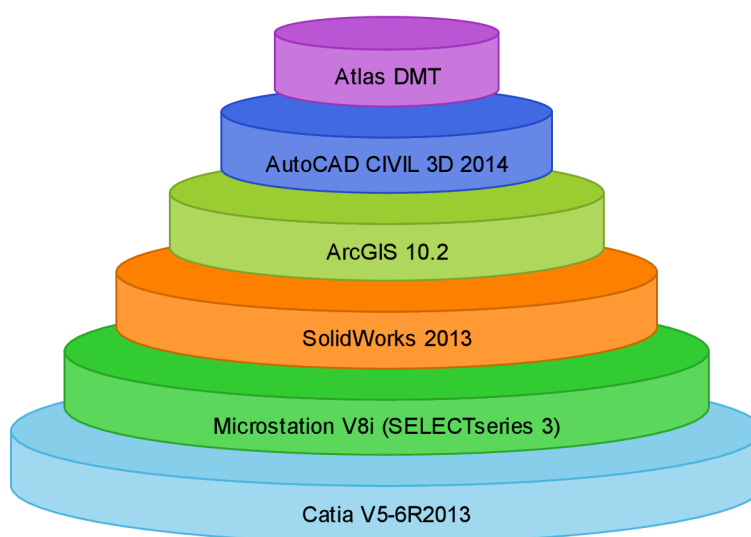 Atlas DMT
AutoCAD CIVIL 3D 2014
ArcGIS 10.2
SolidWorks 2013
Microstation V8i (SELECTseries 3)
Catia V5-6R2013